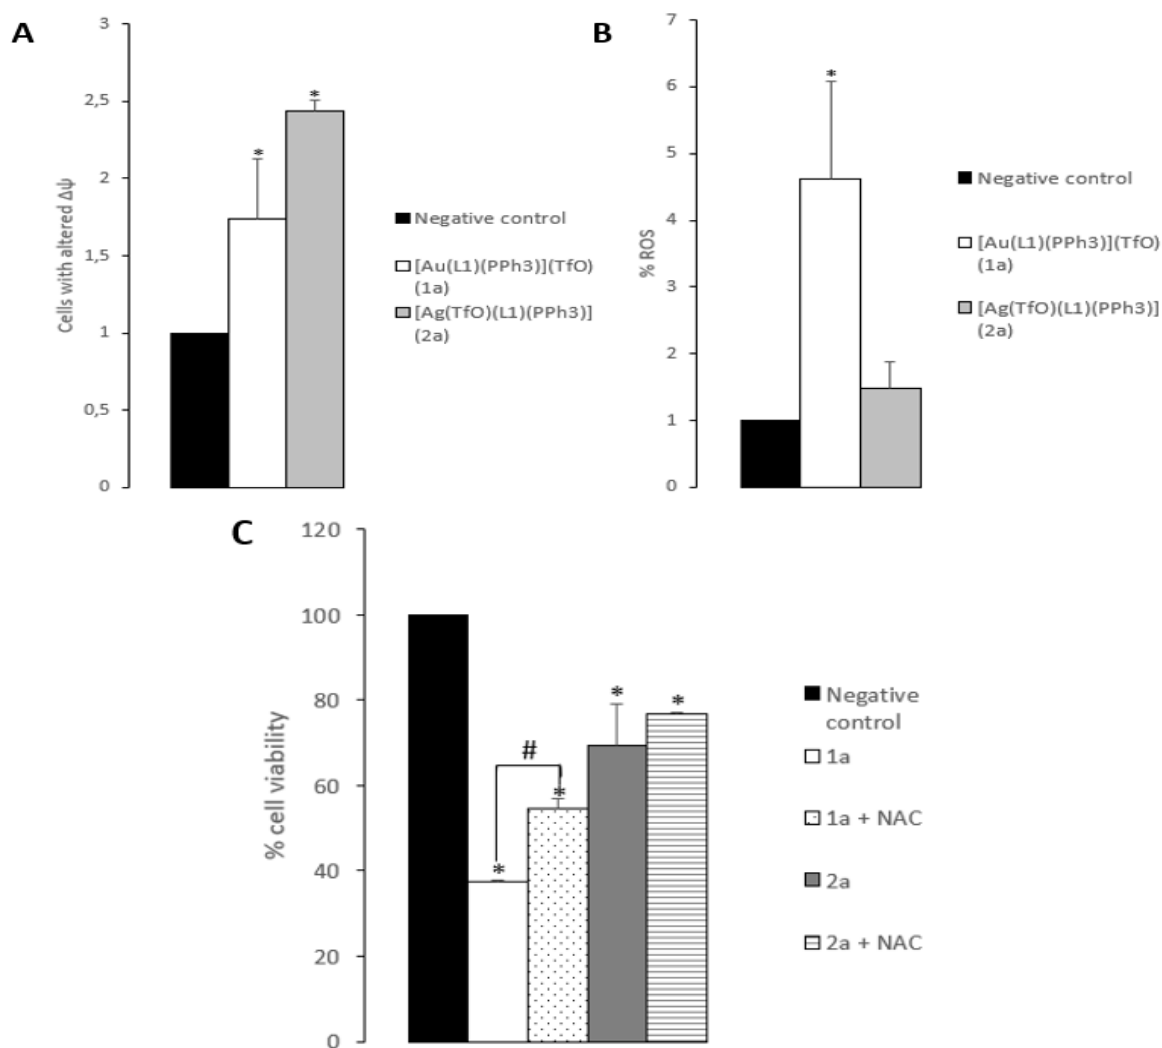 A
Cells with altered Δψ
3
2,5
2
1,5
1
0,5
0
*
*
Negative control
[Au(L1)(PPh3)](TfO)
(1a)
[Ag(TfO)(L1)(PPh3)]
(2a)
B
% ROS
7
6
5
4
3
2
1
0
*
Negative control
[Au(L1)(PPh3)](TfO)
(1a)
[Ag(TfO)(L1)(PPh3)]
(2a)
C
% cell viability
120
100
80
60
40
20
0
*
#
*
*
*
Negative
control
1a
1a + NAC
2a
2a + NAC